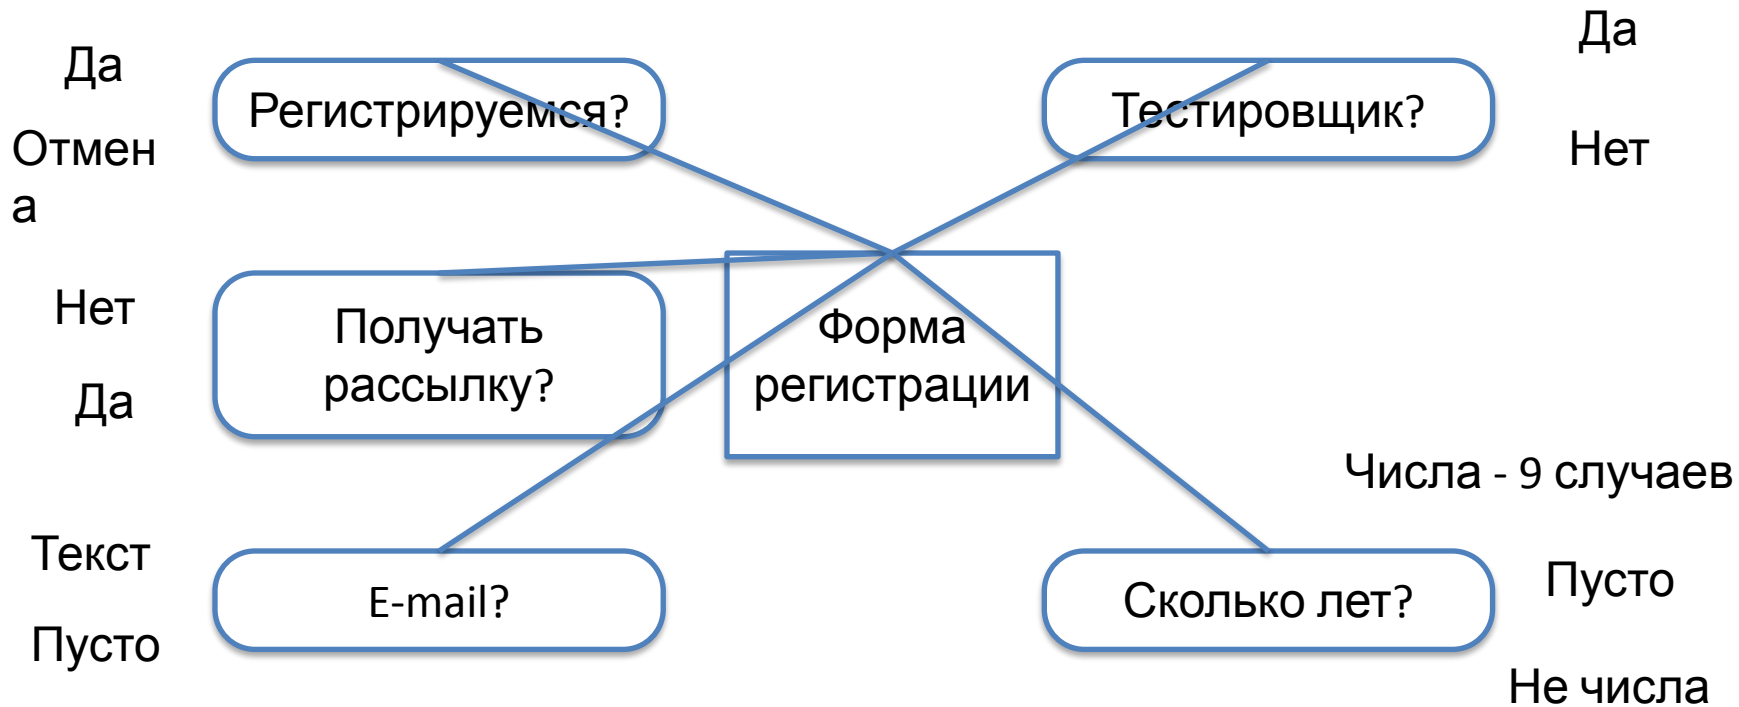 Да
Отмен
а
Регистрируемся?
Тестировщик?
Да
Нет
Нет
Да
Получать
рассылку?
Форма
регистрации
Числа - 9 случаев
Текст
Пусто
E-mail?
Сколько лет?
Пусто
Не числа